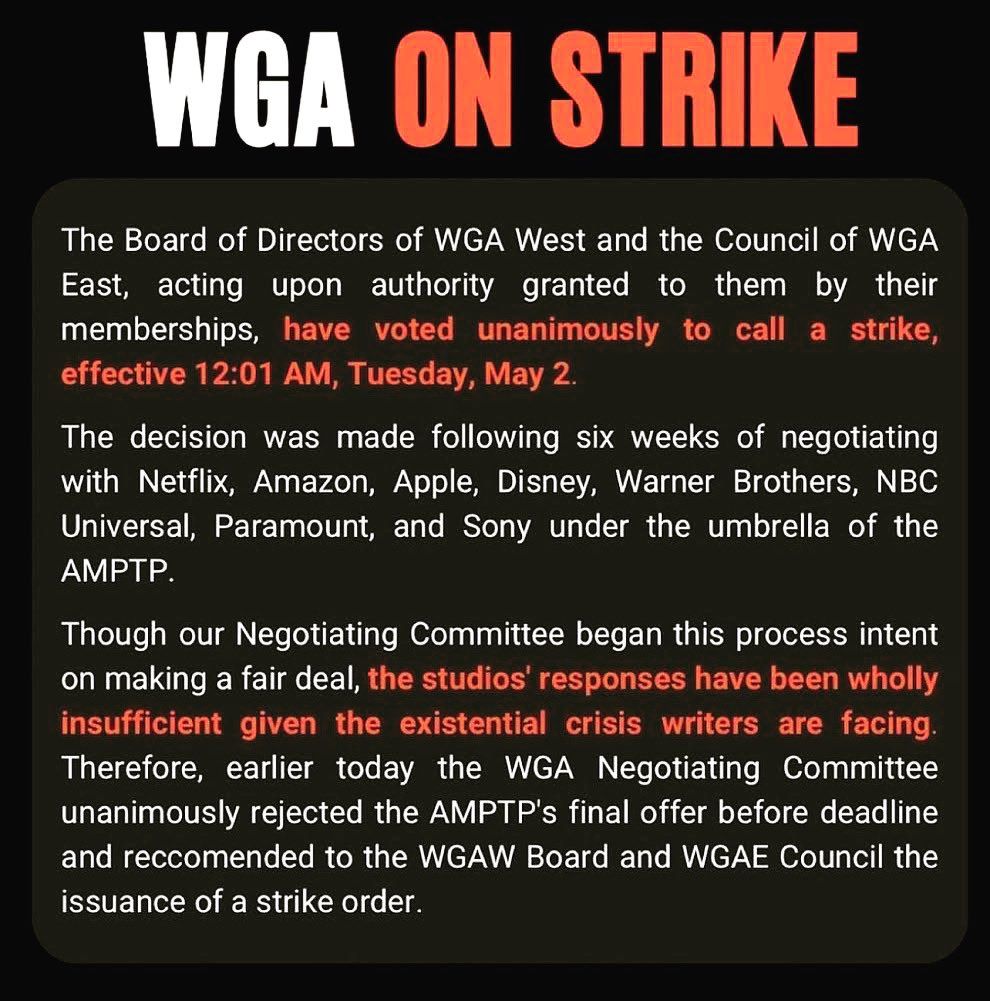 WGA ON STRIKE
The Board of Directors of WGA West and the Council of WGA
East, acting upon authority granted to them by their
memberships, have voted unanimously to call a strike,
effective 12:01 AM, Tuesday, May 2.
The decision was made following six weeks of negotiating
with Netflix, Amazon, Apple, Disney, Warner Brothers, NBC
Universal, Paramount, and Sony under the umbrella of the
AMPTP.
Though our Negotiating Committee began this process intent
on making a fair deal, the studios' responses have been wholly
insufficient given the existential crisis writers are facing.
Therefore, earlier today the WGA Negotiating Committee
unanimously rejected the AMPTP's final offer before deadline
and reccomended to the WGAW Board and WGAE Council the
issuance of a strike order.